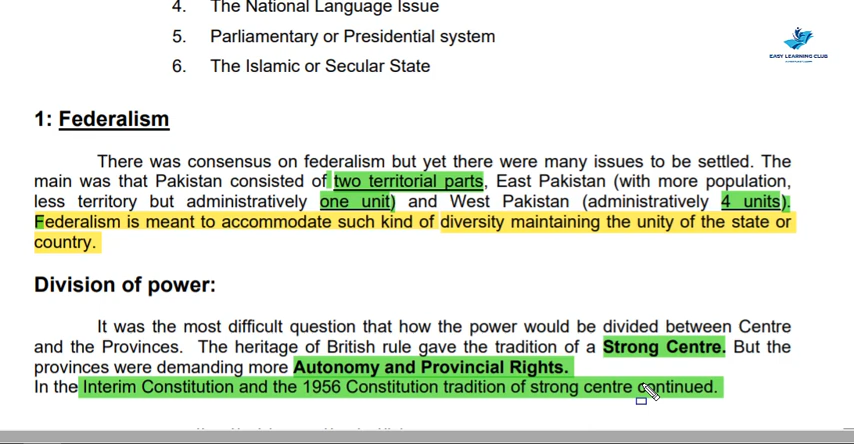 4. The National Language Issue
5. Parliamentary or Presidential system
6. The Islamic or Secular State
EASY LEARNING CLUB
1: Federalism
There was consensus on federalism but yet there were many issues to be settled. The
main was that Pakistan consisted of two territorial parts, East Pakistan (with more population,
less territory but administratively one unit) and West Pakistan (administratively 4 units).
Federalism is meant to accommodate such kind of diversity maintaining the unity of the state or
country.
Division of power:
It was the most difficult question that how the power would be divided between Centre
and the Provinces. The heritage of British rule gave the tradition of a Strong Centre. But the
provinces were demanding more Autonomy and Provincial Rights.
In the Interim Constitution and the 1956 Constitution tradition of strong centre continued.